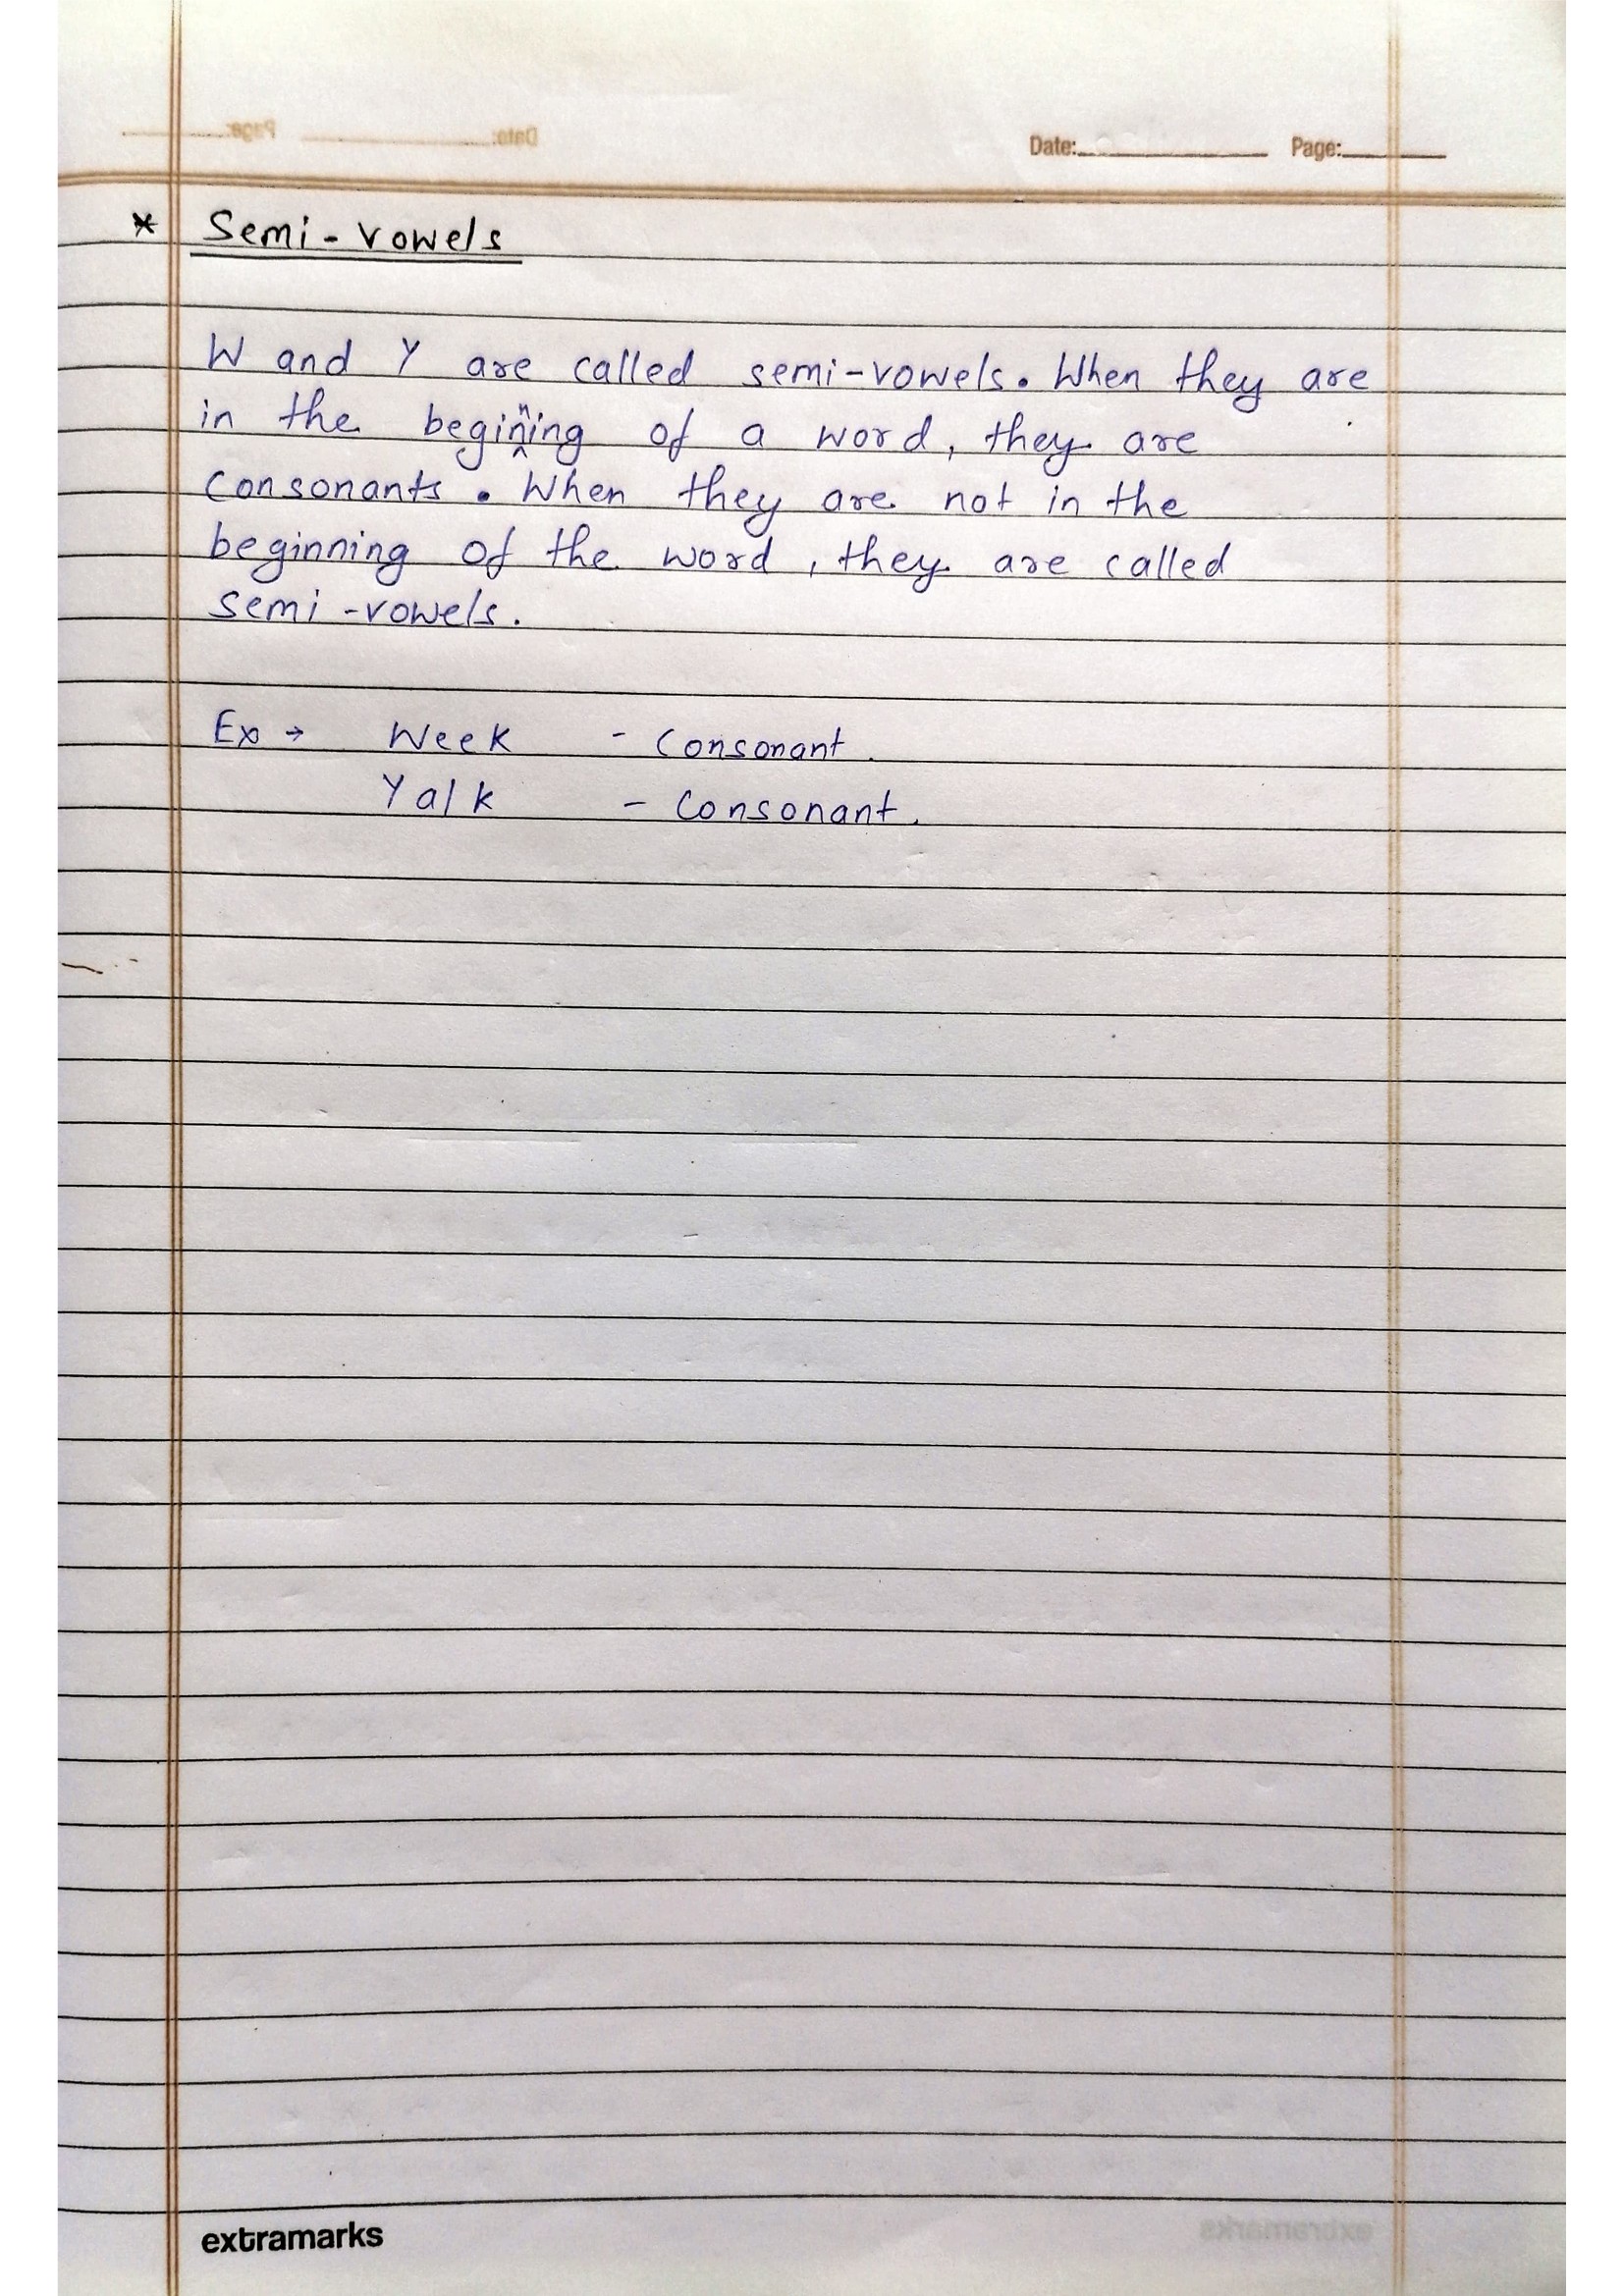 Date: Page:
* Semi-Vowels
W and Y are called semi-vowels. When they are
in the beginning of a word, they are
Consonants. When they are not in the
beginning of the word, they are called
Semi-vowels.
Ex → Week - Consonant.
Yalk - Consonant.
extramarks